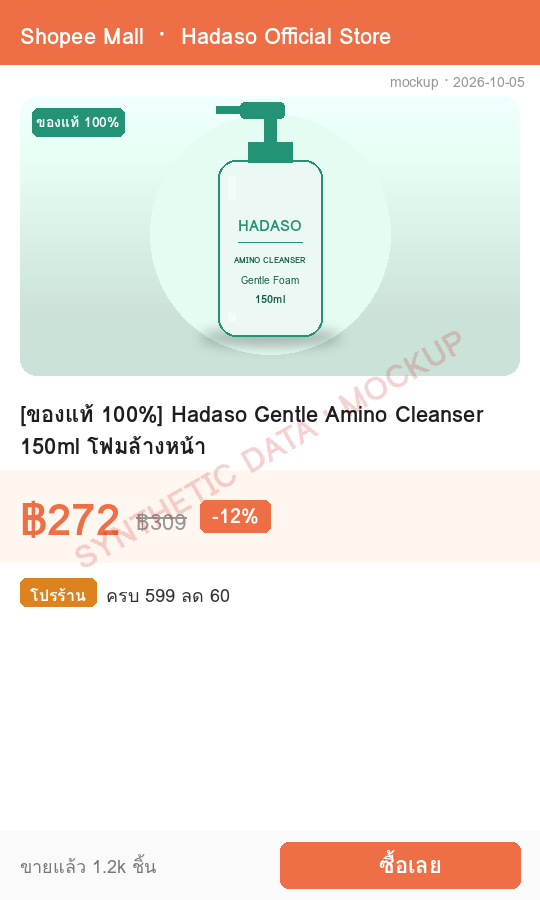 Shopee Mall · Hadaso Official Store
mockup · 2026-10-05
ของแท้ 100%
HADASO
AMINO CLEANSER
Gentle Foam
150ml
[ของแท้ 100%] Hadaso Gentle Amino Cleanser
150ml โฟมล้างหน้า
฿272 ฿309 -12%
SYNTHETIC DATA · MOCKUP
โปรร้าน ครบ 599 ลด 60
ขายแล้ว 1.2k ชิ้น
ซื้อเลย